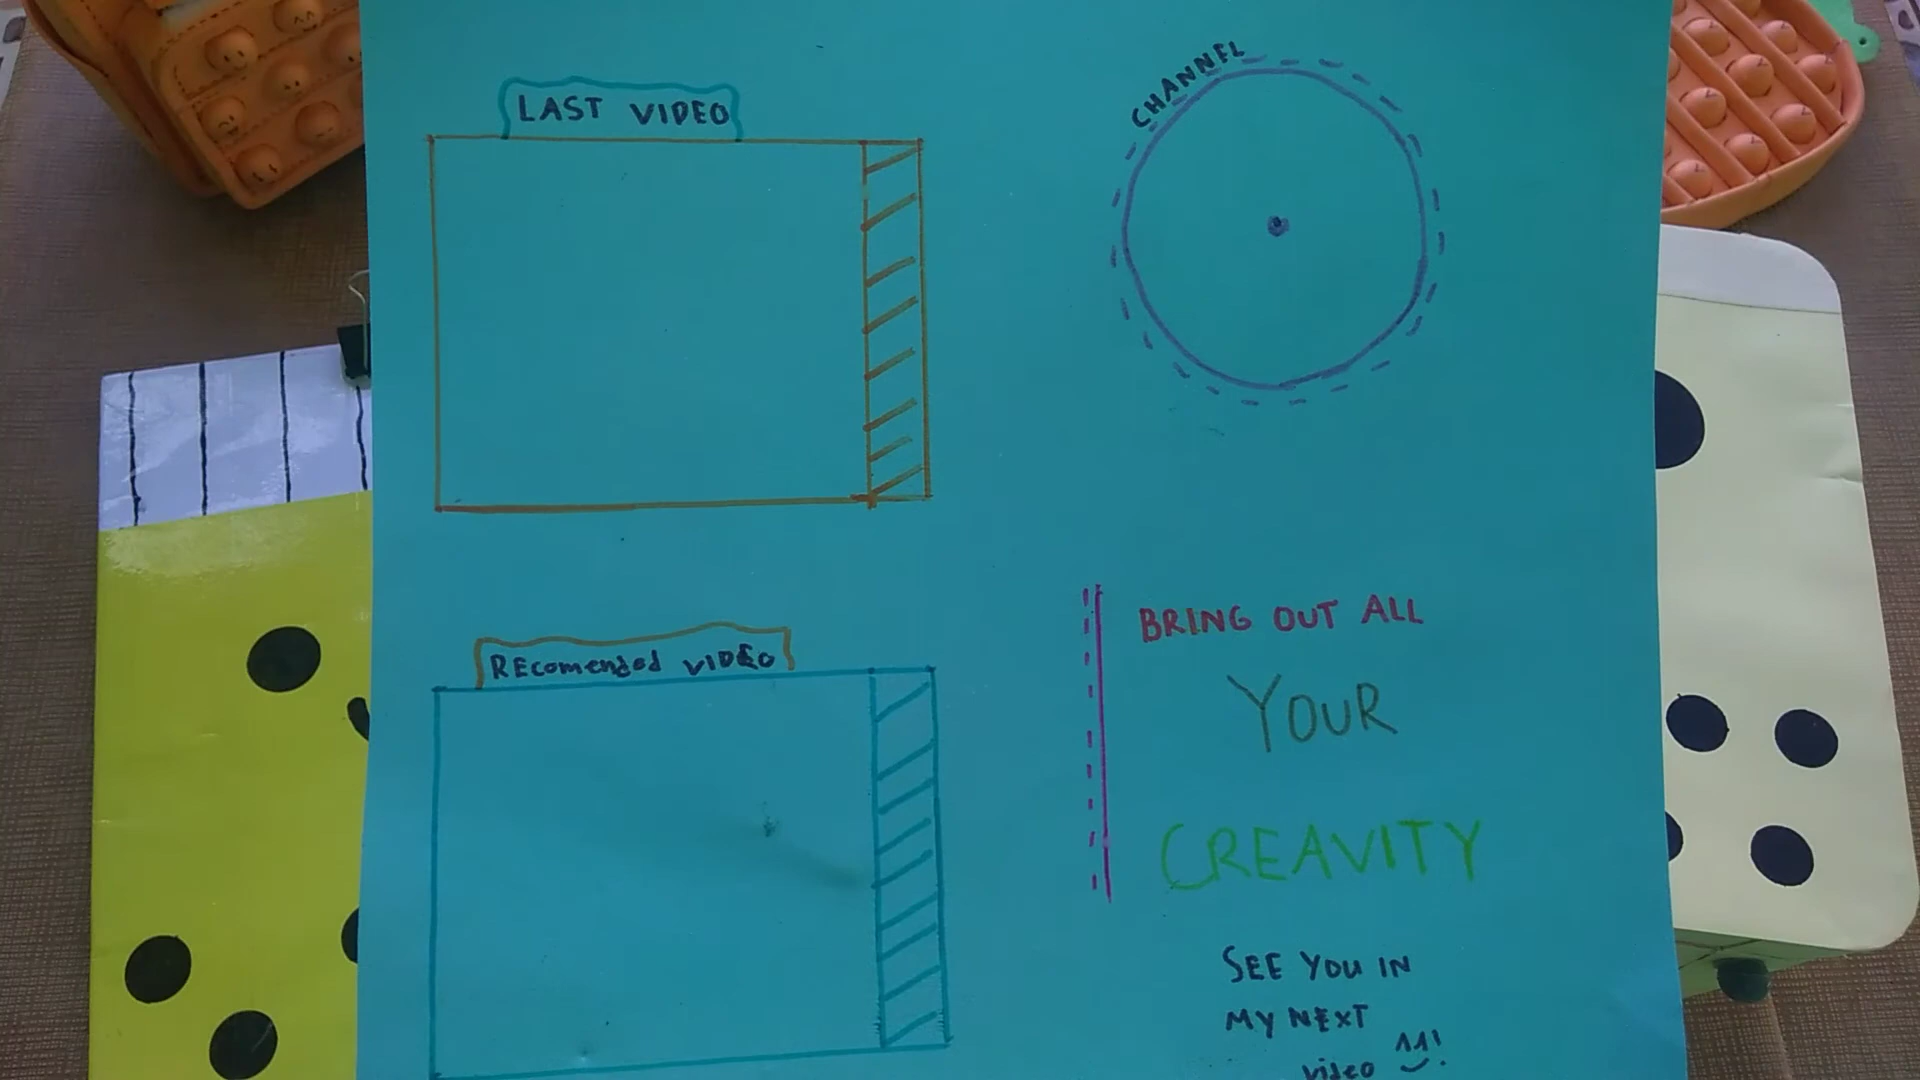 LAST VIDEO
CHANNEL
REcomended VIDEO
BRING OUT ALL
YOUR
CREAVITY
SEE YOU IN
MY NEXT
video ^^!